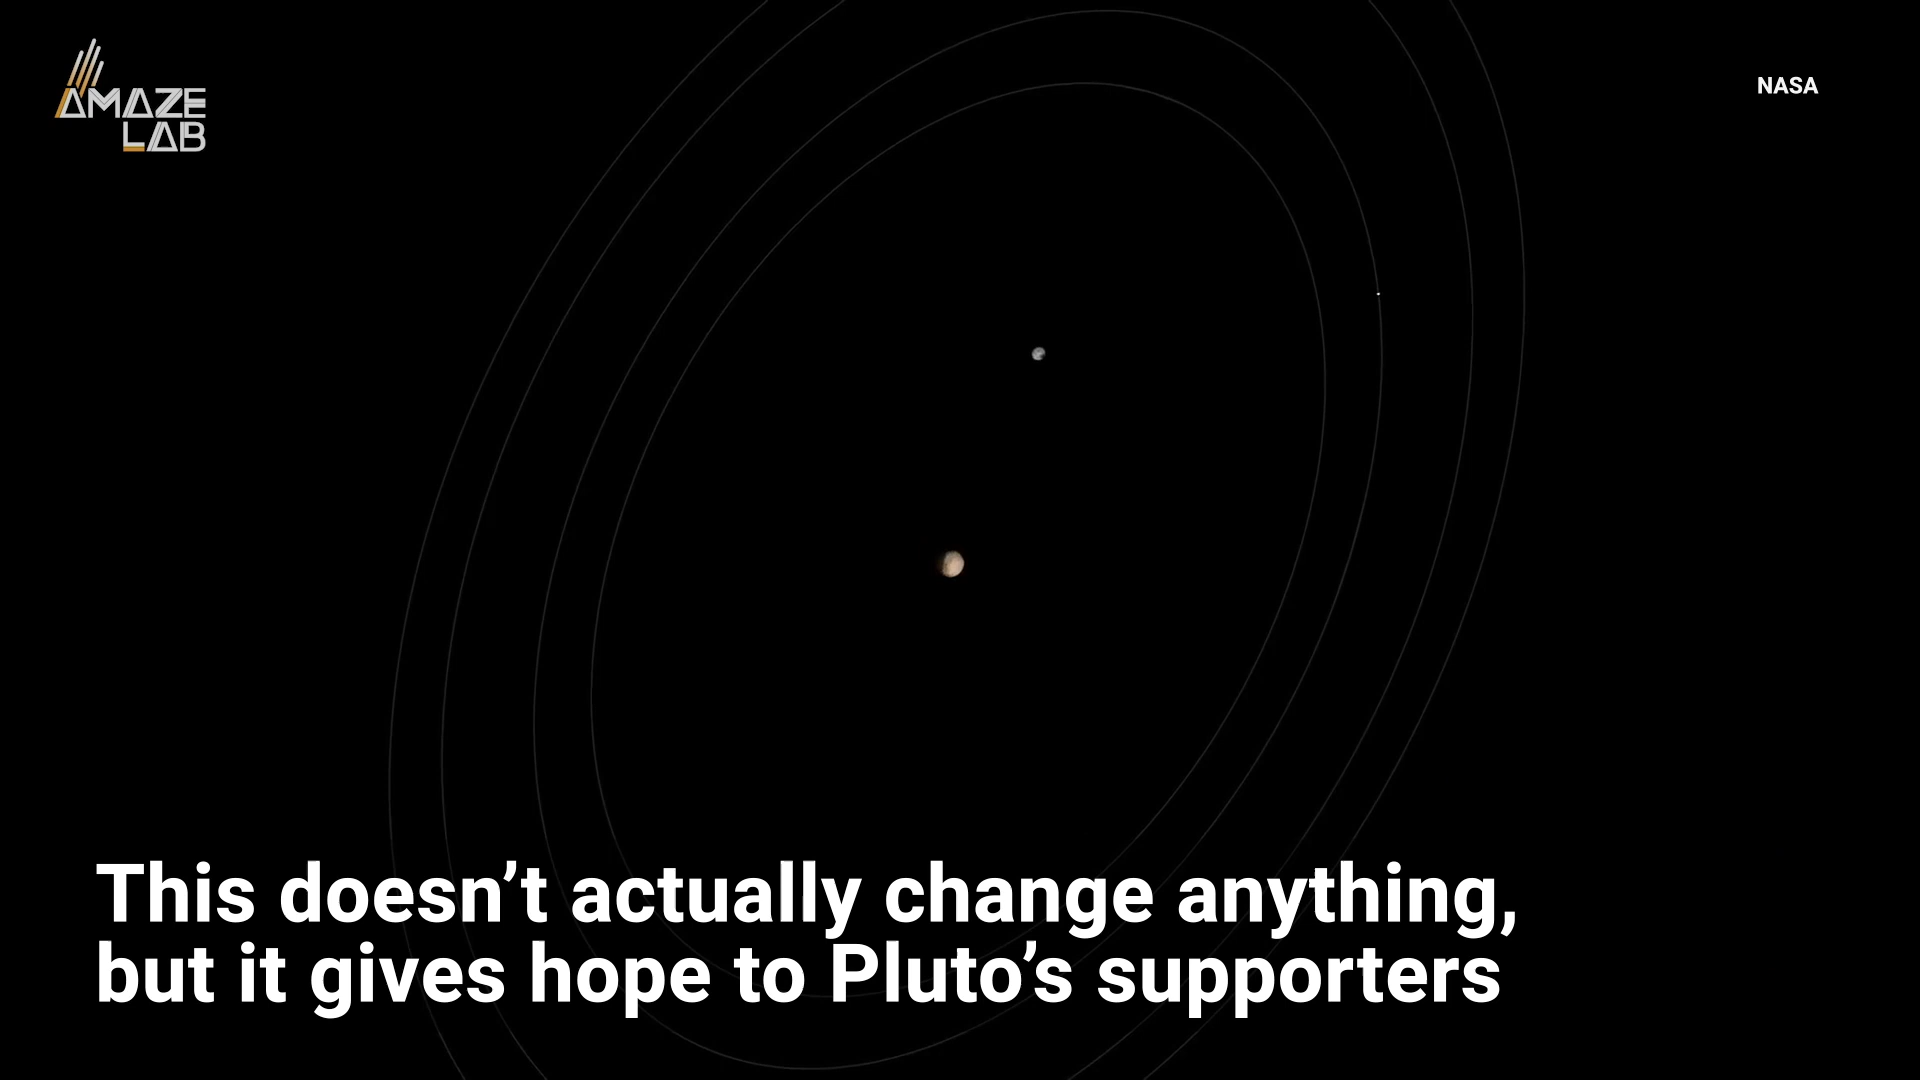 AMAZE
LAB
NASA
This doesn’t actually change anything,
but it gives hope to Pluto’s supporters